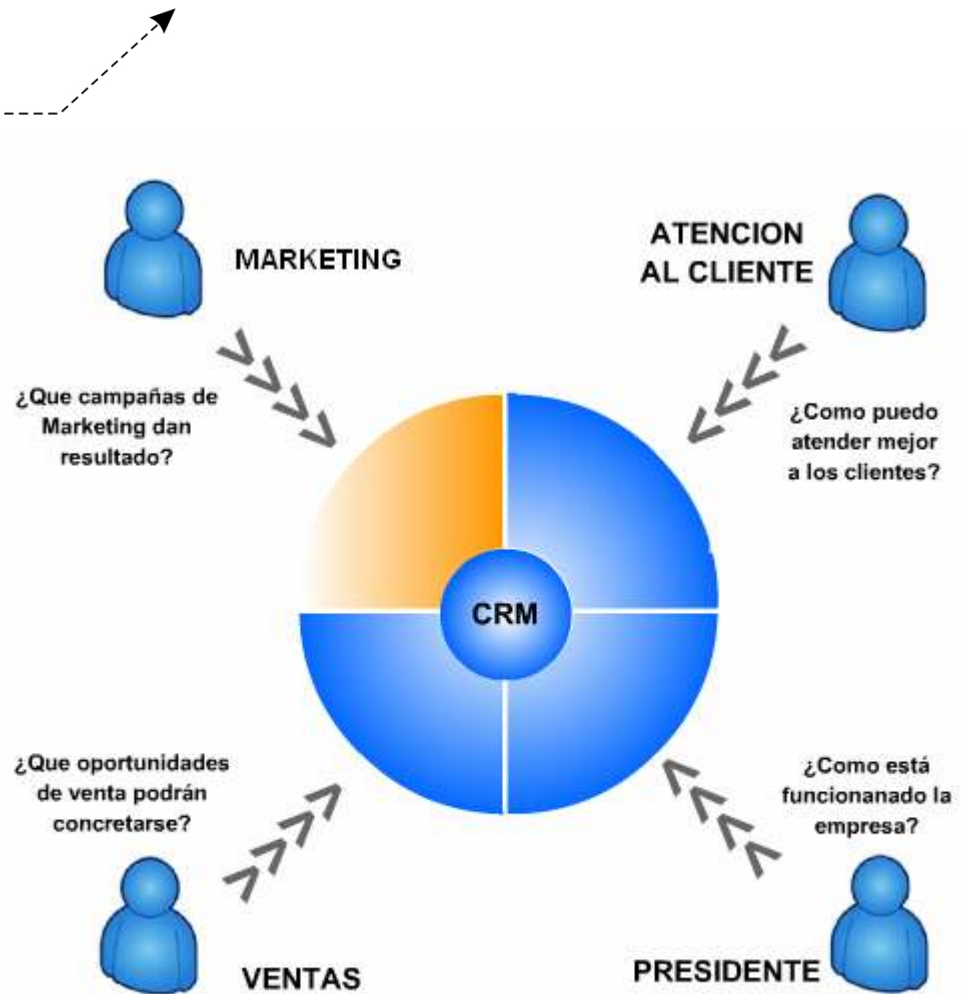 MARKETING
ATENCION
AL CLIENTE
¿Que campañas de
Marketing dan
resultado?
¿Como puedo
atender mejor
a los clientes?
CRM
¿Que oportunidades
de venta podrán
concretarse?
¿Como está
funcionanado la
empresa?
VENTAS
PRESIDENTE